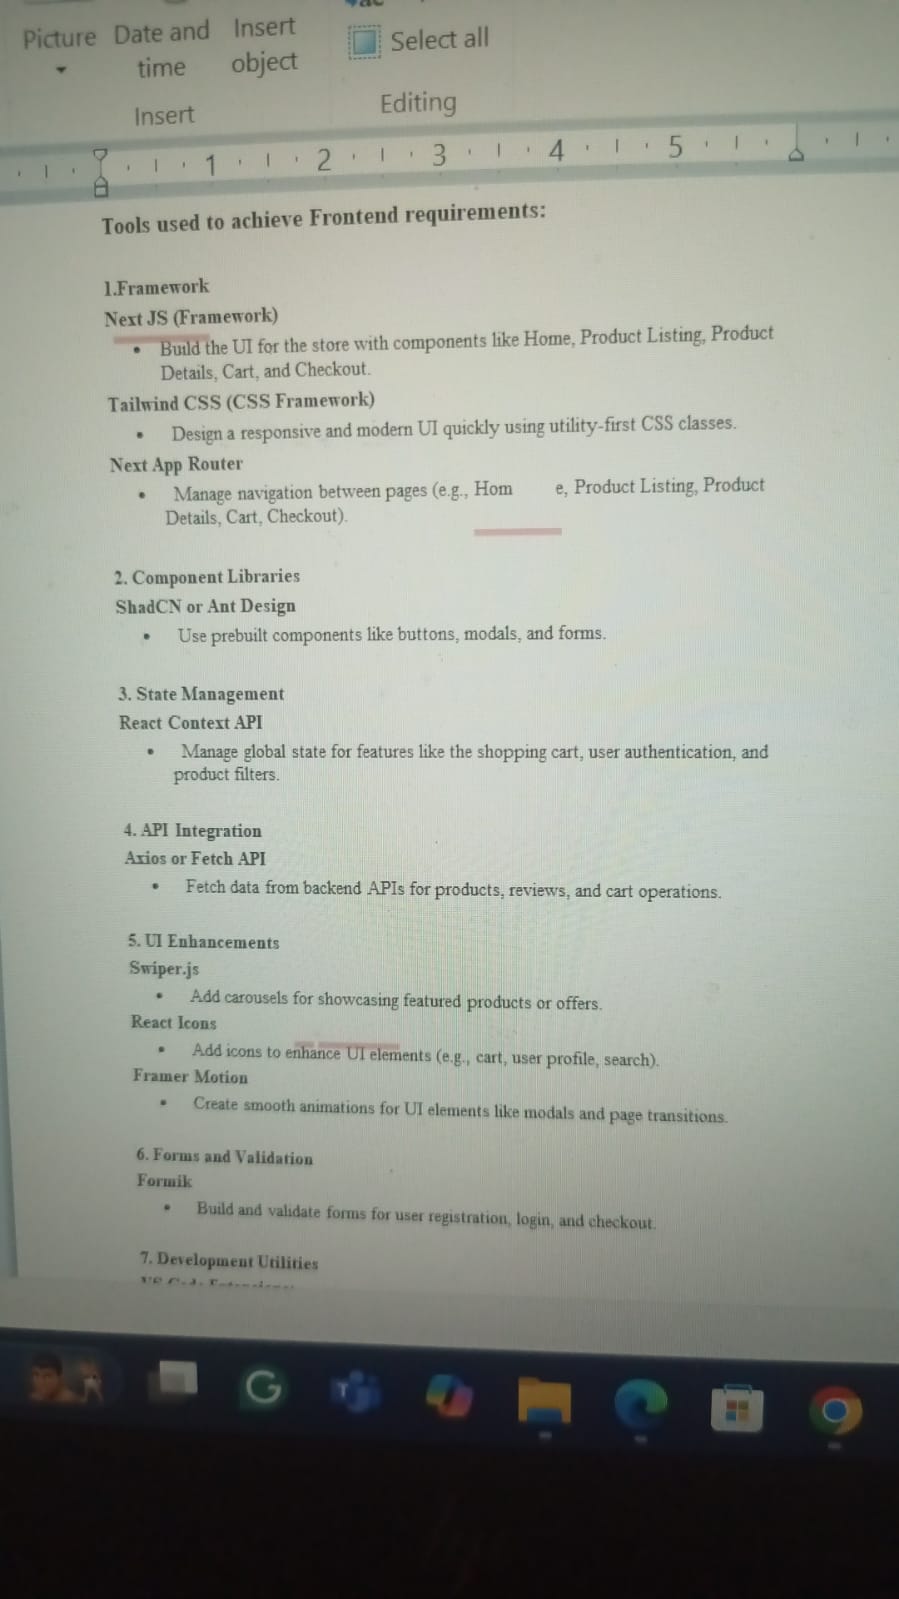 Picture Date and Insert
time object
Select all
Insert
Editing
1 2 3 4 5
Tools used to achieve Frontend requirements:
1.Framework
Next JS (Framework)
• Build the UI for the store with components like Home, Product Listing, Product
Details, Cart, and Checkout.
Tailwind CSS (CSS Framework)
• Design a responsive and modern UI quickly using utility-first CSS classes.
Next App Router
• Manage navigation between pages (e.g., Hom e, Product Listing, Product
Details, Cart, Checkout).
2. Component Libraries
ShadCN or Ant Design
• Use prebuilt components like buttons, modals, and forms.
3. State Management
React Context API
• Manage global state for features like the shopping cart, user authentication, and
product filters.
4. API Integration
Axios or Fetch API
• Fetch data from backend APIs for products, reviews, and cart operations.
5. UI Enhancements
Swiper.js
• Add carousels for showcasing featured products or offers.
React Icons
• Add icons to enhance UI elements (e.g., cart, user profile, search).
Framer Motion
• Create smooth animations for UI elements like modals and page transitions.
6. Forms and Validation
Formik
• Build and validate forms for user registration, login, and checkout.
7. Development Utilities